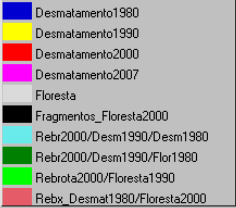 Desmatamento1980
Desmatamento1990
Desmatamento2000
Desmatamento2007
Floresta
Fragmentos_Floresta2000
Rebr2000/Desm1990/Desm1980
Rebr2000/Desm1990/Flor1980
Rebrota2000/Floresta1990
Rebx_Desmat1980/Floresta2000